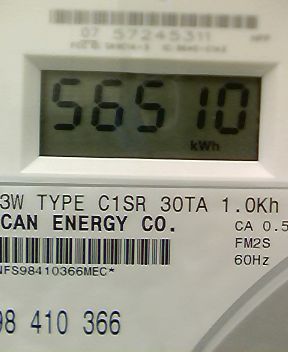 07 57245311
56510
kWh
3W TYPE C1SR 30TA 1.0Kh
CAN ENERGY CO.
CA 0.5
FM2S
60Hz
NFS98410366MEC*
98 410 366